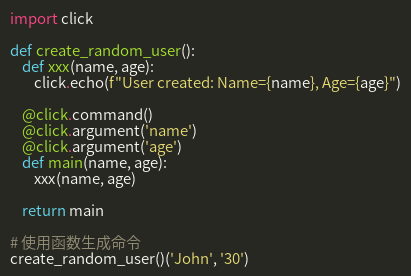 import click

def create_random_user():
    def xxx(name, age):
        click.echo(f"User created: Name={name}, Age={age}")

    @click.command()
    @click.argument('name')
    @click.argument('age')
    def main(name, age):
        xxx(name, age)

    return main

# 使用函数生成命令
create_random_user()('John', '30')